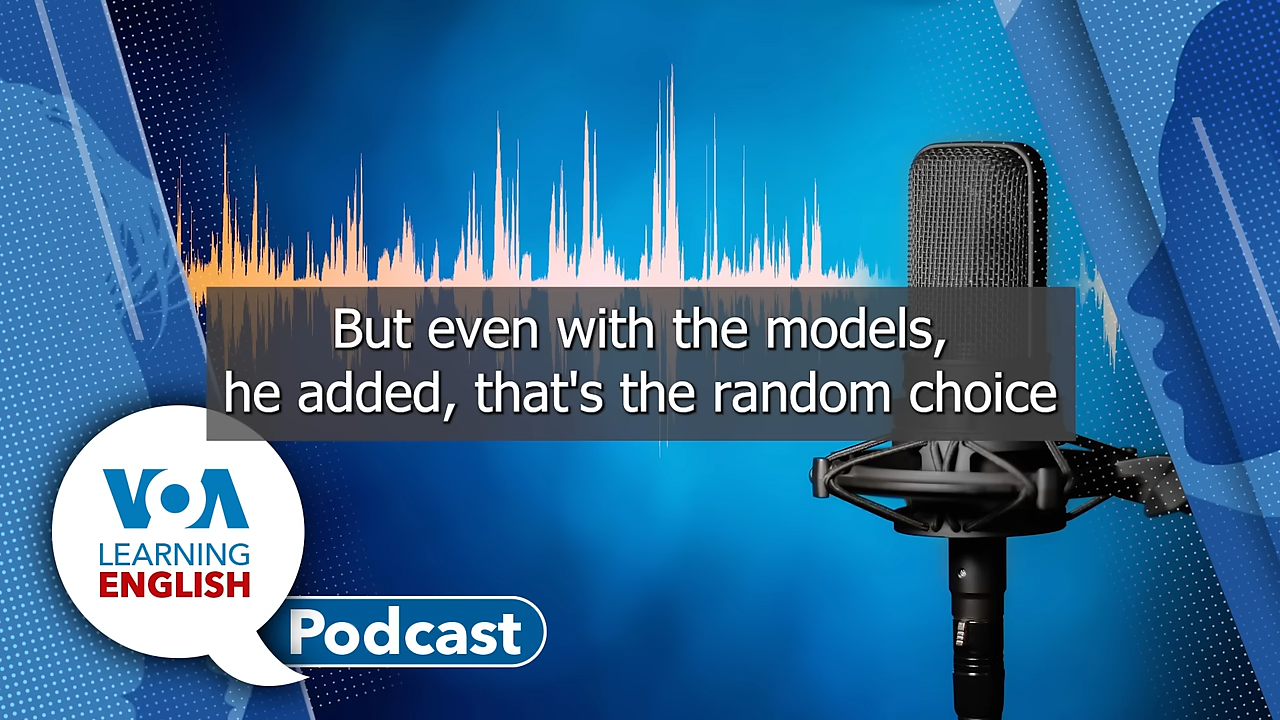 But even with the models,
he added, that's the random choice
VOA
LEARNING
ENGLISH
Podcast